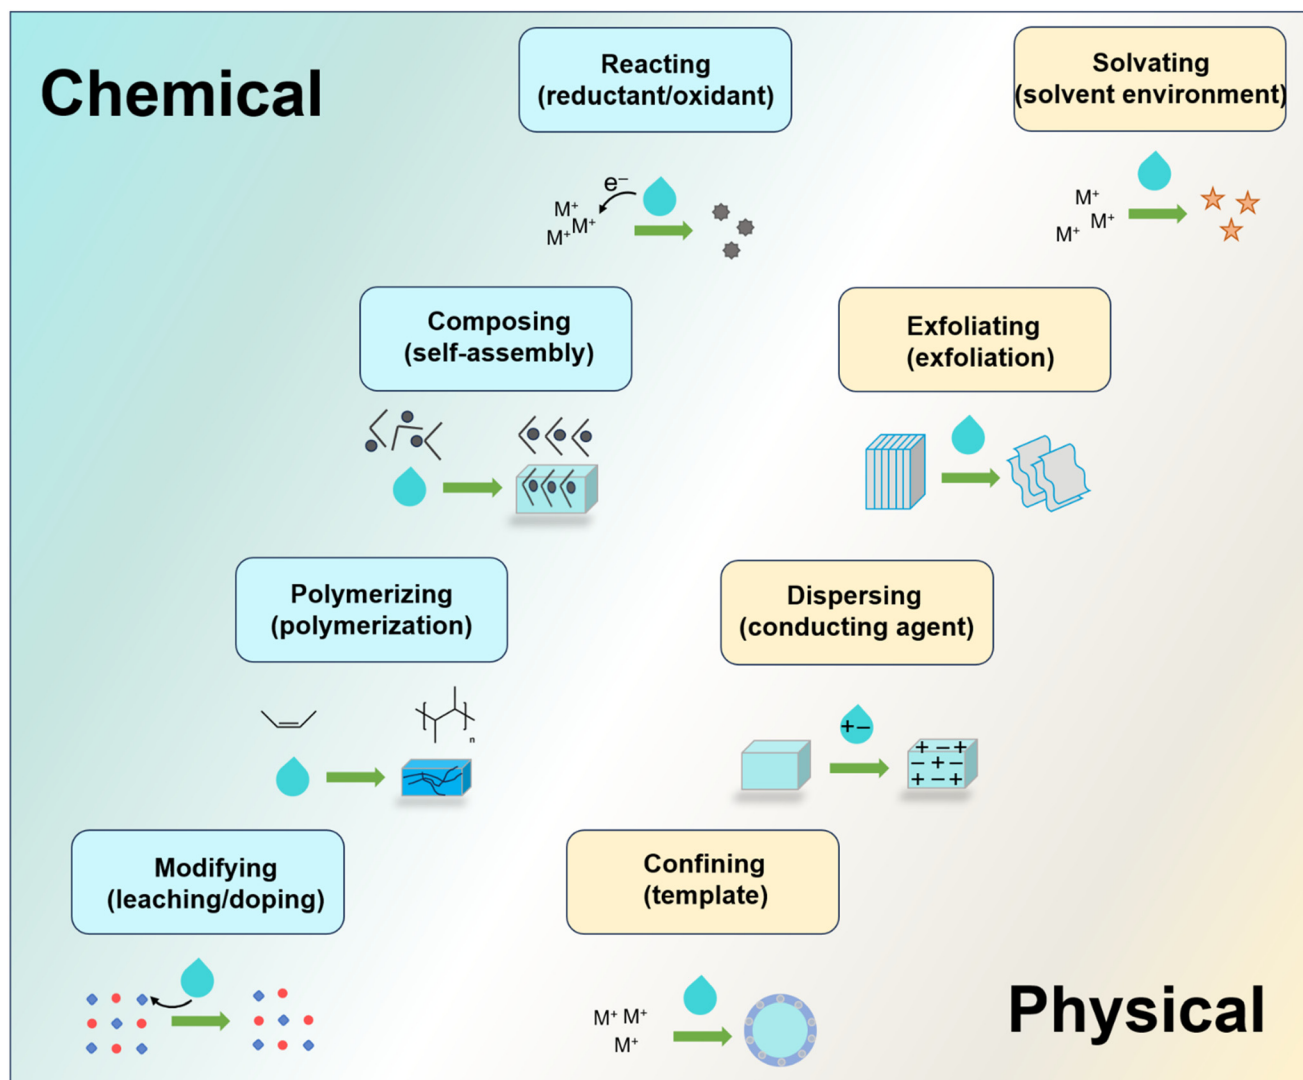 Chemical
Reacting
(reductant/oxidant)
Solvating
(solvent environment)
e⁻
M⁺
M⁺
M⁺
M⁺
M⁺
M⁺
Composing
(self-assembly)
Exfoliating
(exfoliation)
Polymerizing
(polymerization)
Dispersing
(conducting agent)
n
+−
+ − +
− + −
+ − +
Modifying
(leaching/doping)
Confining
(template)
M⁺ M⁺
M⁺
Physical